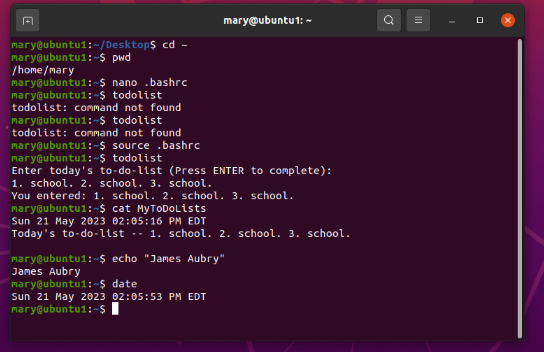 mary@ubuntu1: ~
mary@ubuntu1:~/Desktop$ cd ~
mary@ubuntu1:~$ pwd
/home/mary
mary@ubuntu1:~$ nano .bashrc
mary@ubuntu1:~$ todolist
todolist: command not found
mary@ubuntu1:~$ todolist
todolist: command not found
mary@ubuntu1:~$ source .bashrc
mary@ubuntu1:~$ todolist
Enter today's to-do-list (Press ENTER to complete):
1. school. 2. school. 3. school.
You entered: 1. school. 2. school. 3. school.
mary@ubuntu1:~$ cat MyToDoLists
Sun 21 May 2023 02:05:16 PM EDT
Today's to-do-list -- 1. school. 2. school. 3. school.
mary@ubuntu1:~$ echo "James Aubry"
James Aubry
mary@ubuntu1:~$ date
Sun 21 May 2023 02:05:53 PM EDT
mary@ubuntu1:~$